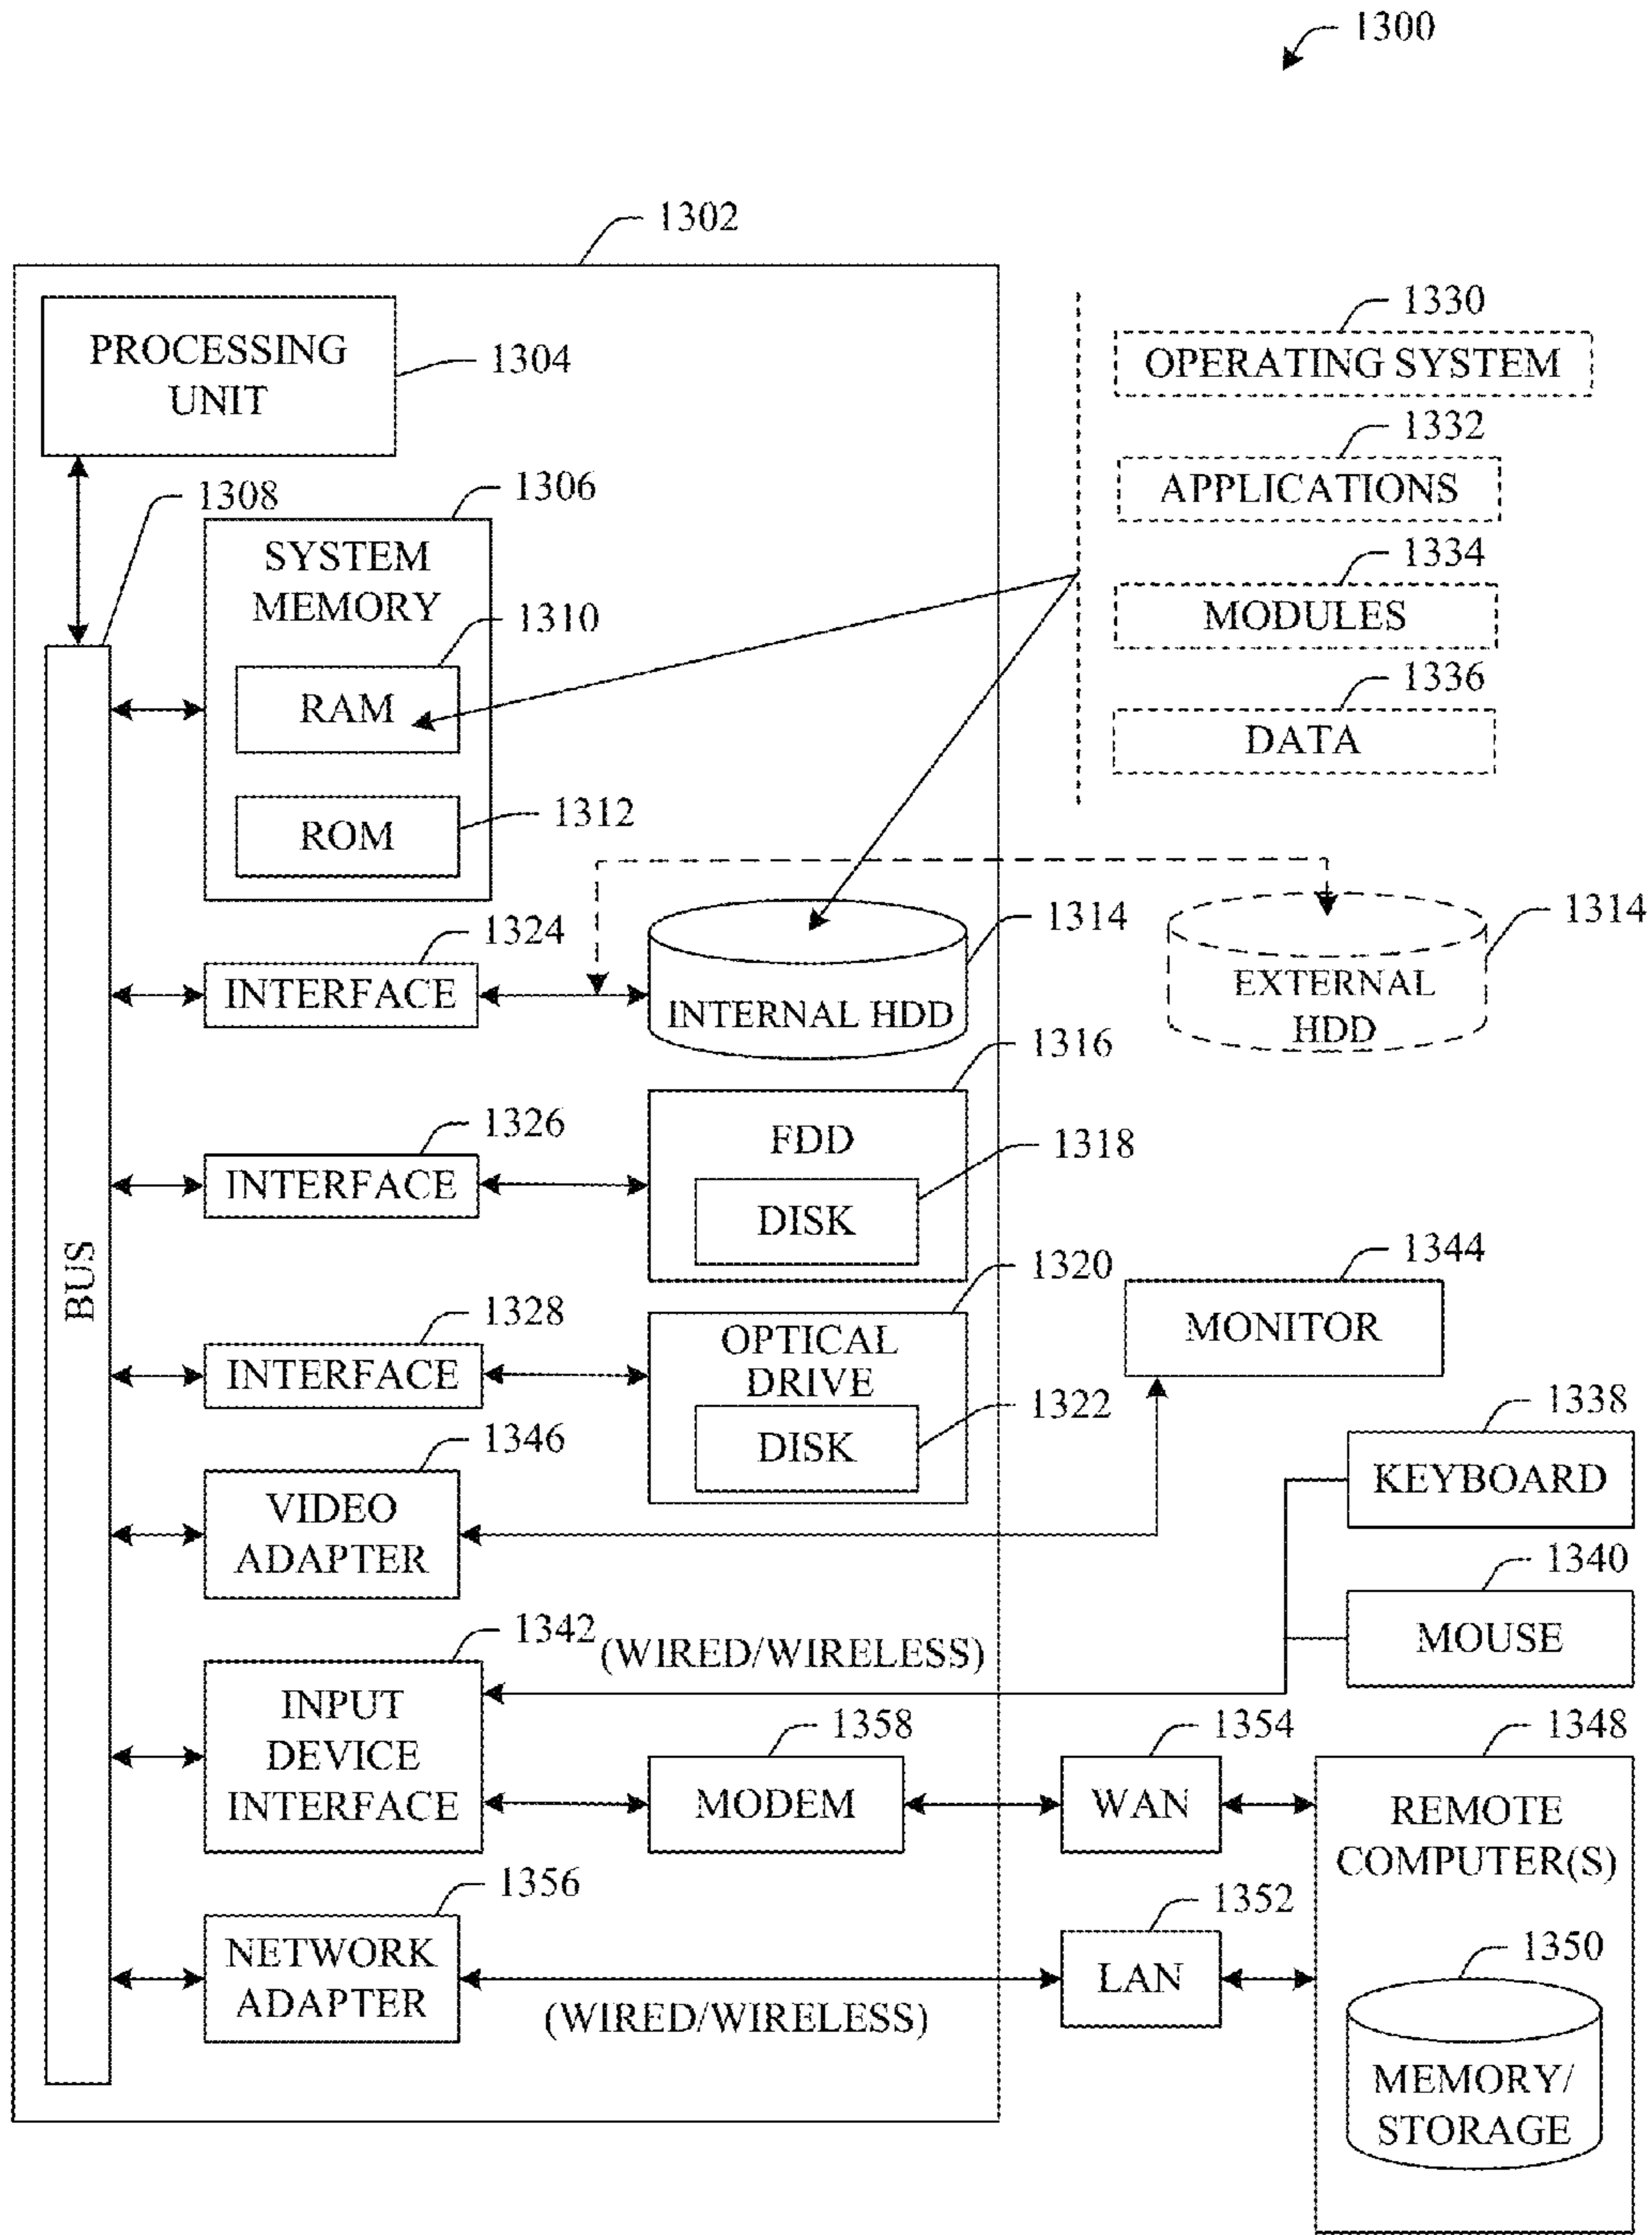 1300
1302
PROCESSING
UNIT
1304
1330
OPERATING SYSTEM
1332
APPLICATIONS
1334
MODULES
1336
DATA
1308
1306
SYSTEM
MEMORY
1310
RAM
1312
ROM
1324
INTERFACE
1314
INTERNAL HDD
1314
EXTERNAL
HDD
1316
FDD
1318
DISK
1326
INTERFACE
BUS
1320
OPTICAL
DRIVE
1322
DISK
1328
INTERFACE
1344
MONITOR
1346
VIDEO
ADAPTER
1338
KEYBOARD
1340
MOUSE
1342
(WIRED/WIRELESS)
INPUT
DEVICE
INTERFACE
1358
MODEM
1354
WAN
1348
REMOTE
COMPUTER(S)
1356
NETWORK
ADAPTER
(WIRED/WIRELESS)
1352
LAN
1350
MEMORY/
STORAGE